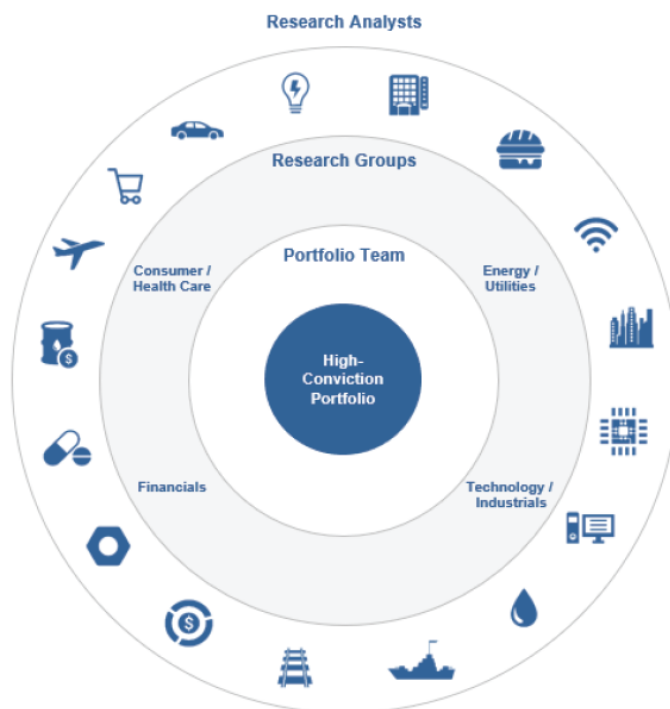 Research Analysts
Research Groups
Portfolio Team
Consumer /
Health Care
Energy /
Utilities
High-
Conviction
Portfolio
$
Financials
Technology /
Industrials
$